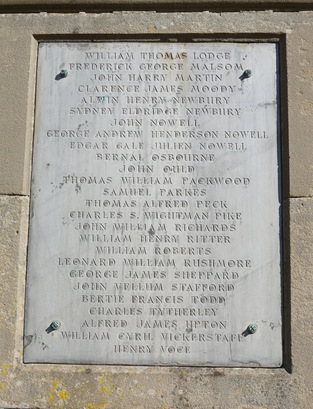 WILLIAM THOMAS LODGE
FREDERICK GEORGE MALSOM
JOHN HARRY MARTIN
CLARENCE JAMES MOODY
ALWIN HENRY NEWBURY
SYDNEY ELDRIDGE NEWBURY
JOHN NOWELL
GEORGE ANDREW HENDERSON NOWELL
EDGAR GALE JULIEN NOWELL
BERNAL OSBOURNE
JOHN OULD
THOMAS WILLIAM PACKWOOD
SAMUEL PARKES
THOMAS ALFRED PECK
CHARLES S. WIGHTMAN PIKE
JOHN WILLIAM RICHARDS
WILLIAM HENRY RITTER
WILLIAM ROBERTS
LEONARD WILLIAM RUSHMORE
GEORGE JAMES SHEPPARD
JOHN VELLUM STAFFORD
BERTIE FRANCIS TODD
CHARLES TYTHERLEY
ALFRED JAMES UPTON
WILLIAM CYRIL VICKERSTAFF
HENRY VOCE